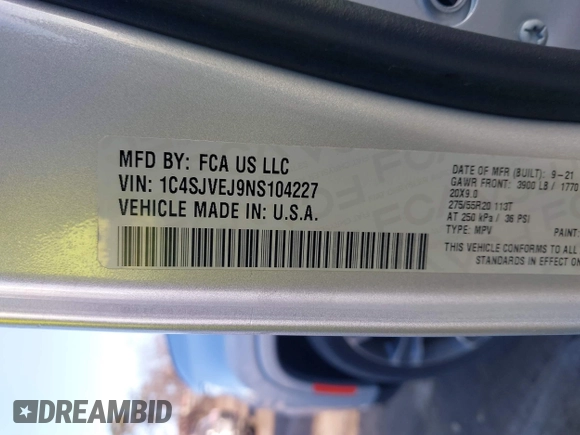 MFD BY: FCA US LLC
VIN: 1C4SJVEJ9NS104227
VEHICLE MADE IN: U.S.A.
DATE OF MFR (BUILT): 9-21
GAWR FRONT: 3900 LB / 1770
20X9.0
275/55R20 113T
AT 250 kPa / 36 PSI
TYPE: MPV PAINT
THIS VEHICLE CONFORMS TO ALL
STANDARDS IN EFFECT ON
DREAMBID